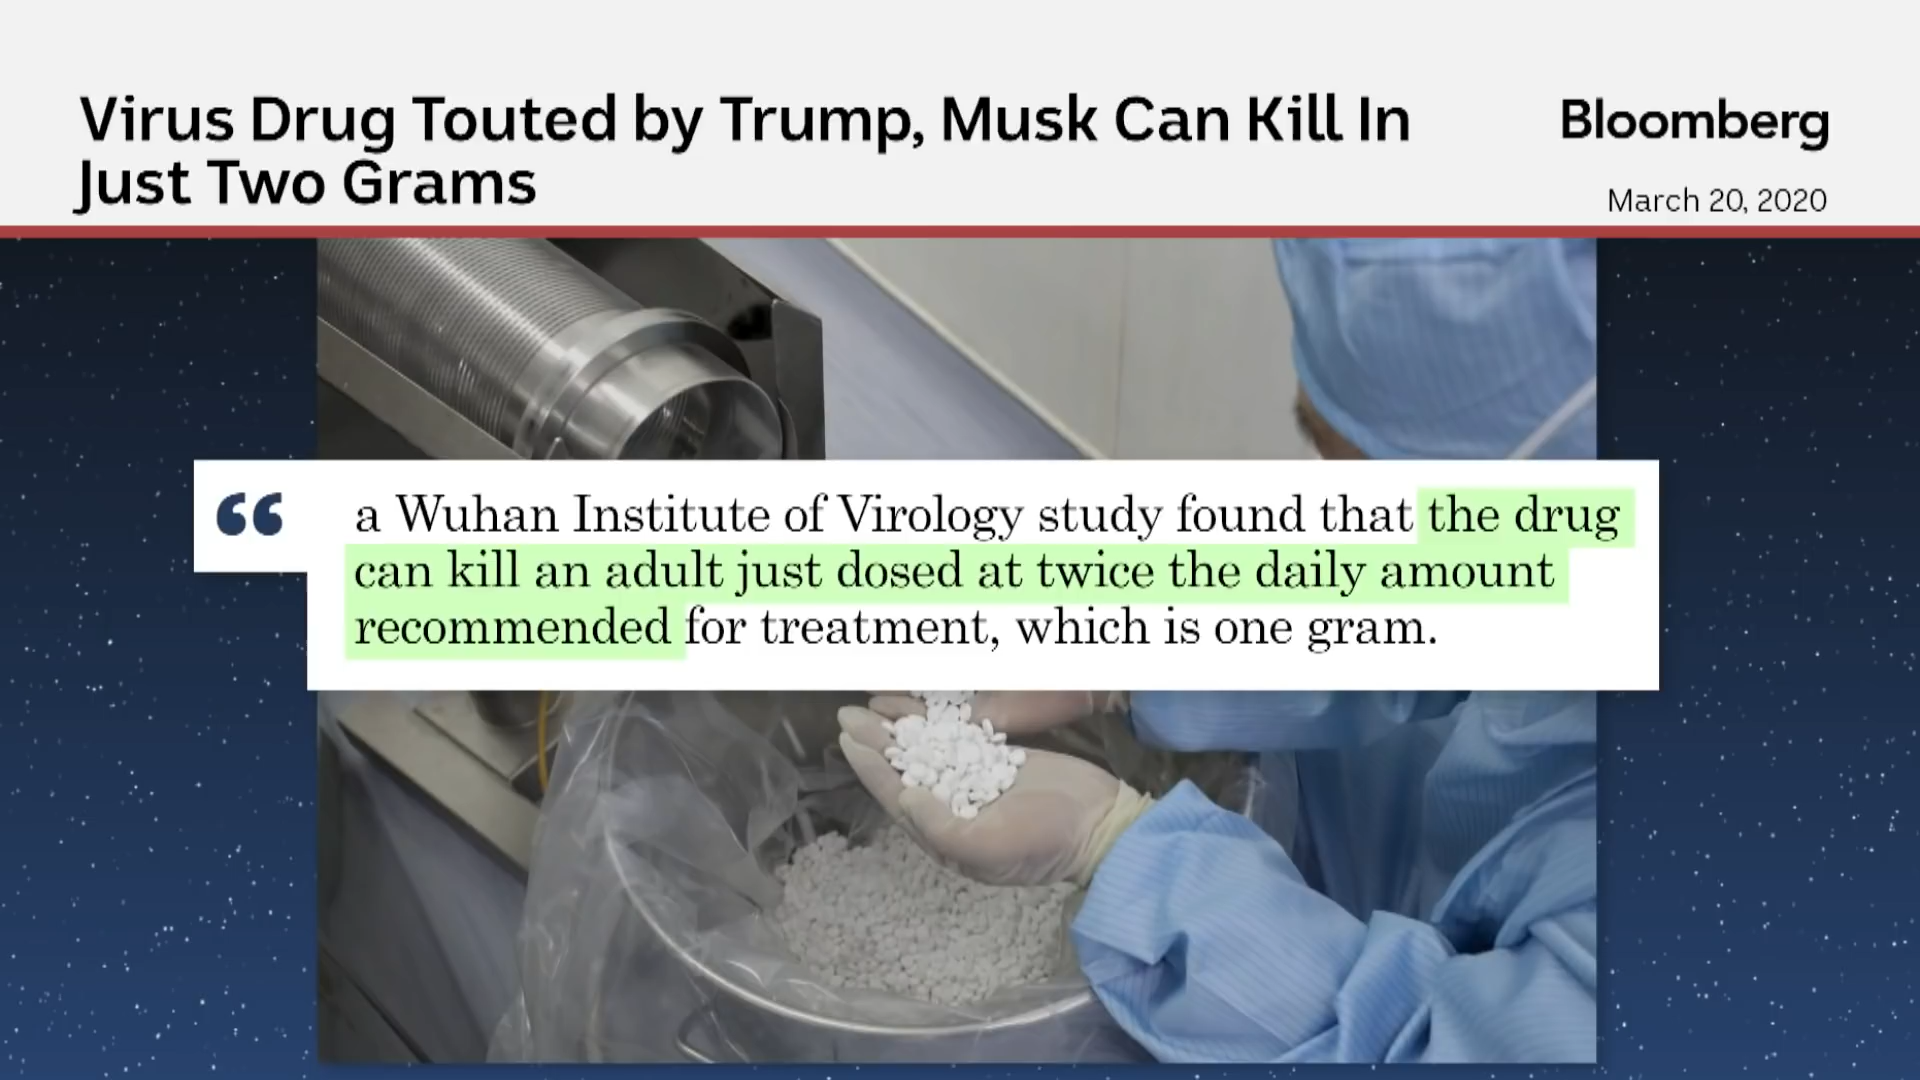 Virus Drug Touted by Trump, Musk Can Kill In
Just Two Grams
Bloomberg
March 20, 2020
“ a Wuhan Institute of Virology study found that the drug
can kill an adult just dosed at twice the daily amount
recommended for treatment, which is one gram.